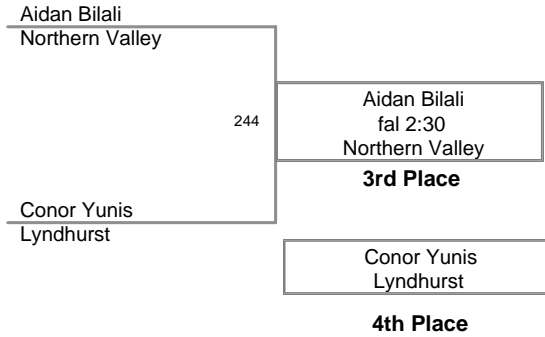 Aidan Bilali
Northern Valley
244
Aidan Bilali
fal 2:30
Northern Valley
3rd Place
Conor Yunis
Lyndhurst
Conor Yunis
Lyndhurst
4th Place